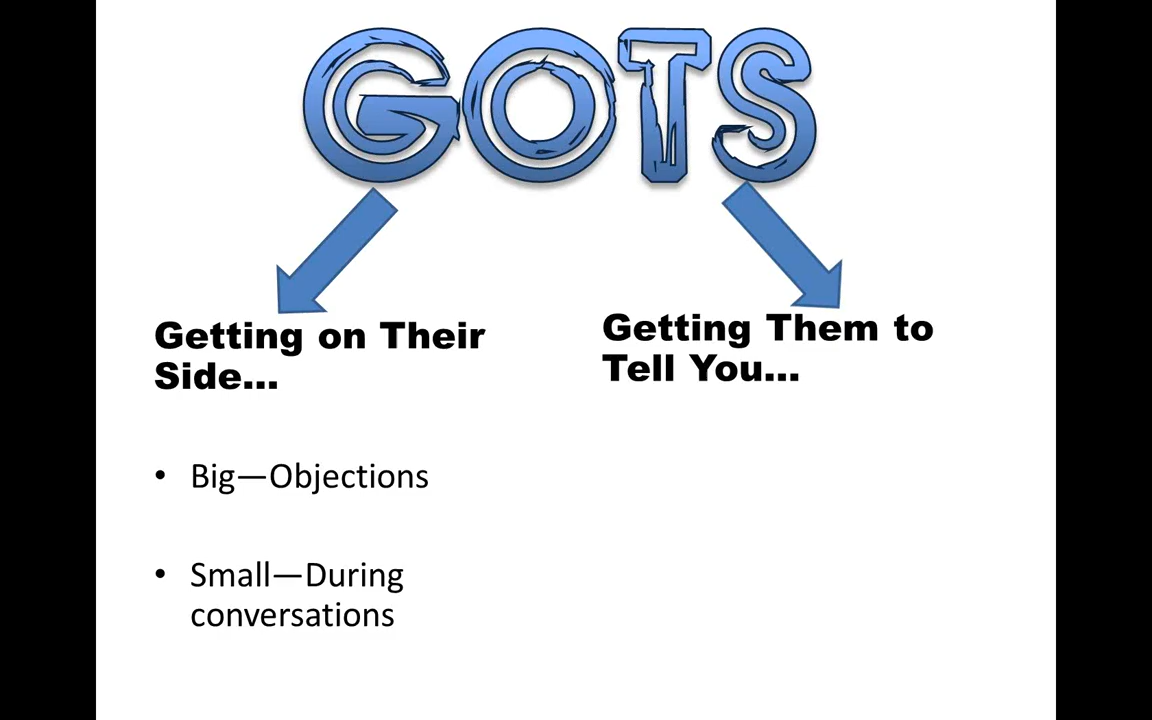 GOTS
Getting on Their
Side...
• Big—Objections
• Small—During
conversations
Getting Them to
Tell You...